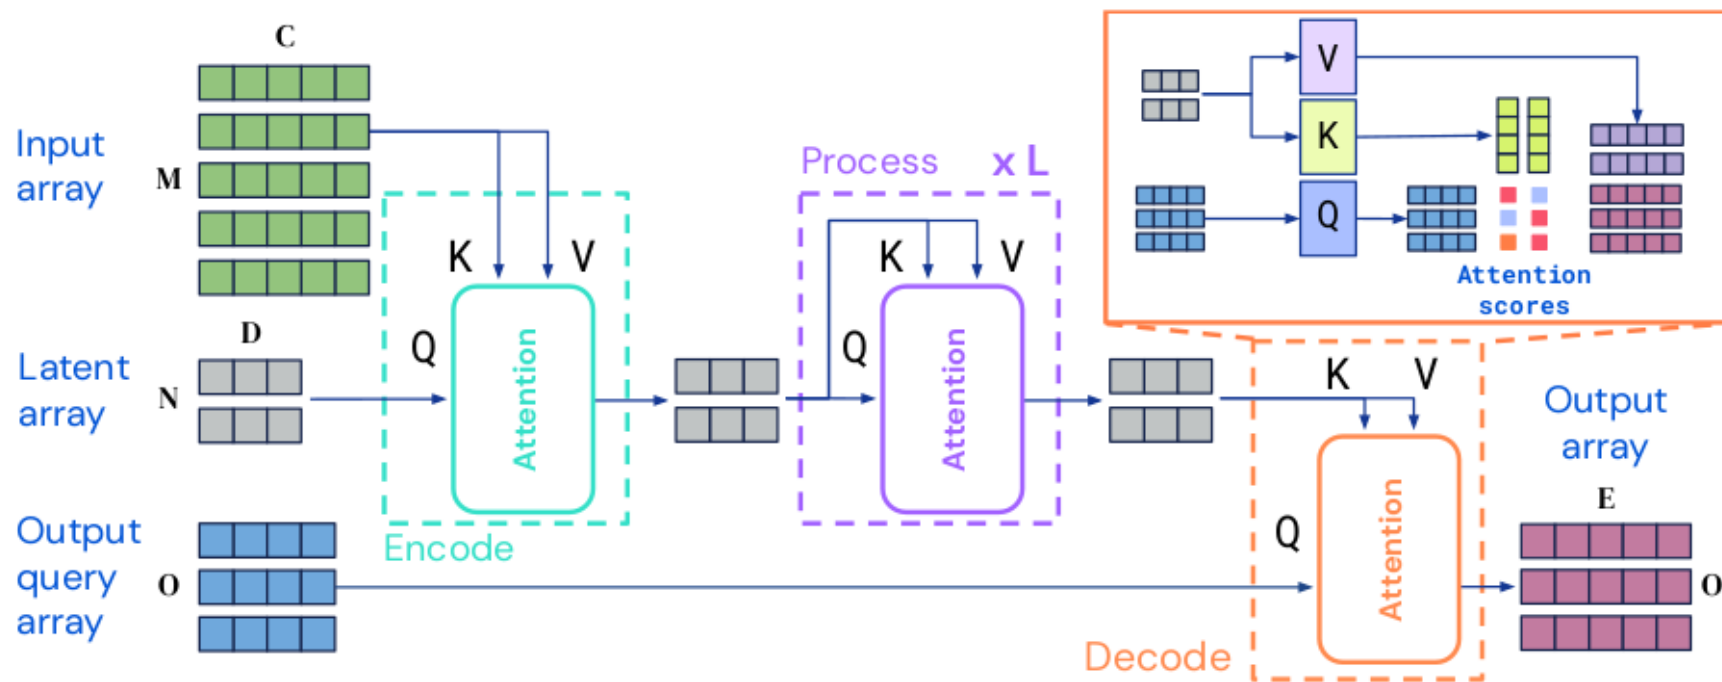 C
Input
array
M
D
Latent
array
N
Output
query
array
O
K
V
Q
Attention
Encode
Process
x L
K
V
Q
Attention
V
K
Q
Attention
scores
K
V
Q
Attention
Decode
Output
array
E
O